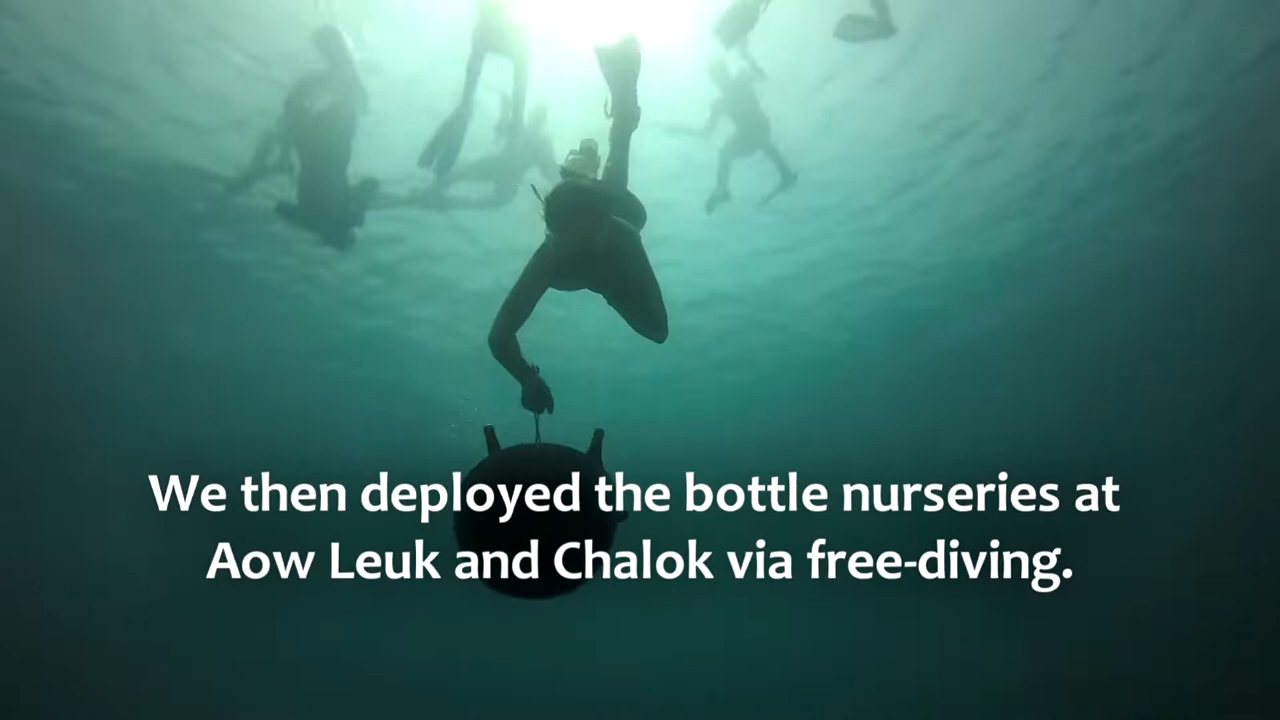 We then deployed the bottle nurseries at
Aow Leuk and Chalok via free-diving.